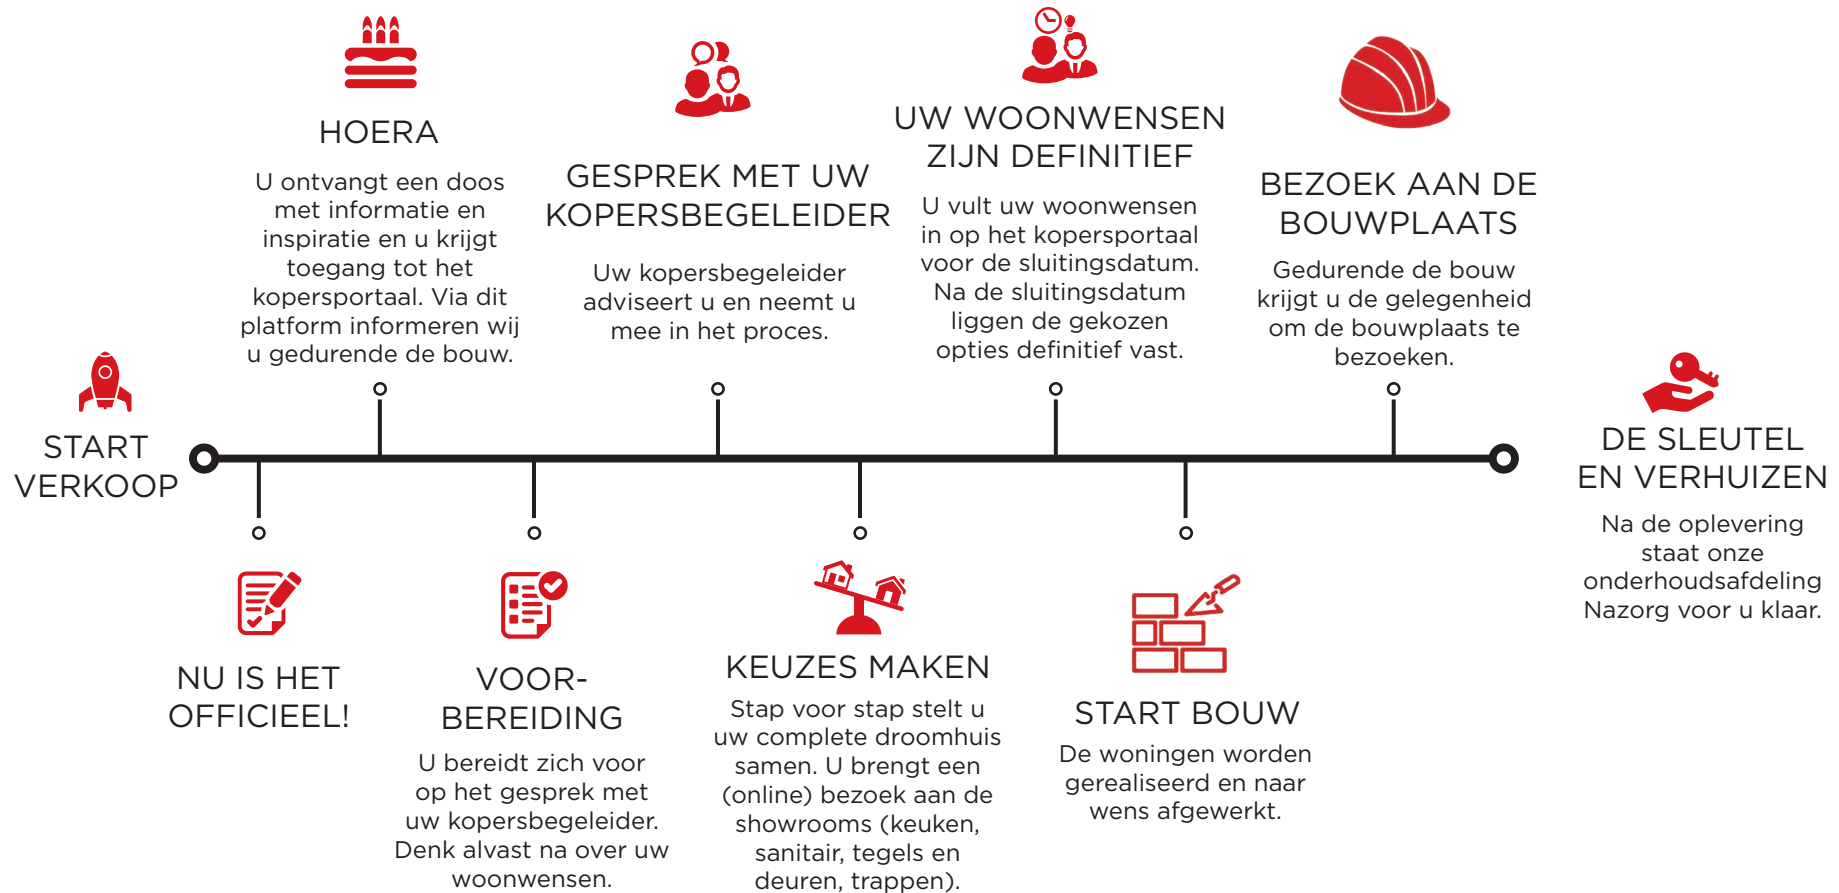 START
VERKOOP
NU IS HET
OFFICIEEL!
HOERA
U ontvangt een doos
met informatie en
inspiratie en u krijgt
toegang tot het
kopersportaal. Via dit
platform informeren wij
u gedurende de bouw.
VOOR-
BEREIDING
U bereidt zich voor
op het gesprek met
uw kopersbegeleider.
Denk alvast na over uw
woonwensen.
GESPREK MET UW
KOPERSBEGELEIDER
Uw kopersbegeleider
adviseert u en neemt u
mee in het proces.
KEUZES MAKEN
Stap voor stap stelt u
uw complete droomhuis
samen. U brengt een
(online) bezoek aan de
showrooms (keuken,
sanitair, tegels en
deuren, trappen).
UW WOONWENSEN
ZIJN DEFINITIEF
U vult uw woonwensen
in op het kopersportaal
voor de sluitingsdatum.
Na de sluitingsdatum
liggen de gekozen
opties definitief vast.
START BOUW
De woningen worden
gerealiseerd en naar
wens afgewerkt.
BEZOEK AAN DE
BOUWPLAATS
Gedurende de bouw
krijgt u de gelegenheid
om de bouwplaats te
bezoeken.
DE SLEUTEL
EN VERHUIZEN
Na de oplevering
staat onze
onderhoudsafdeling
Nazorg voor u klaar.